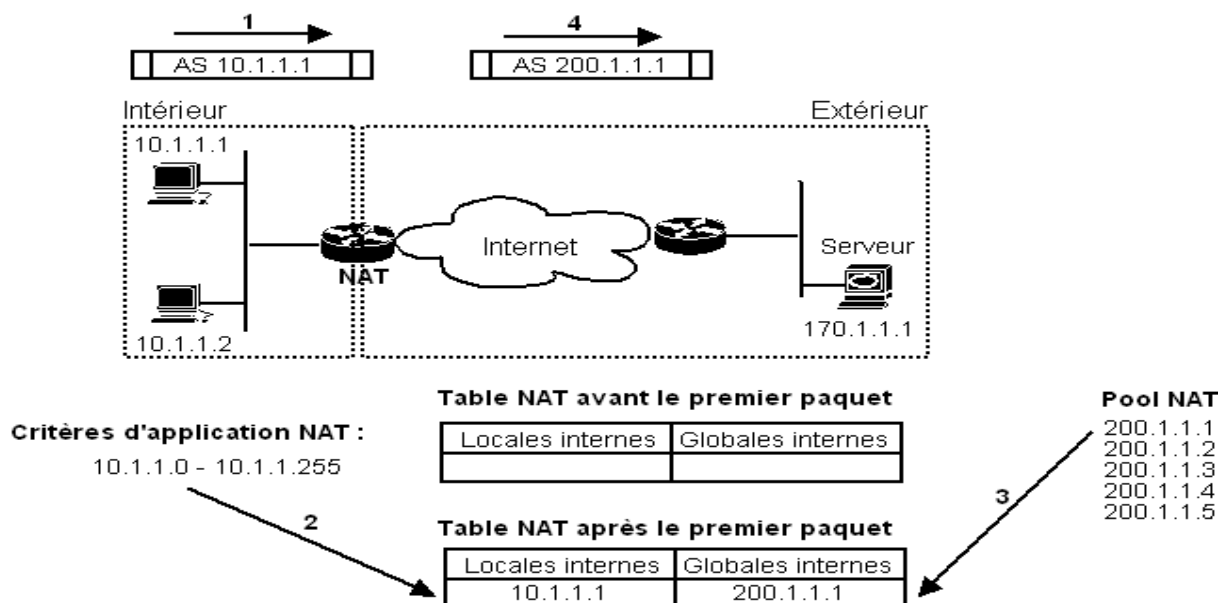 1
4
AS 10.1.1.1
AS 200.1.1.1
Intérieur
Extérieur
10.1.1.1
Internet
Serveur
NAT
170.1.1.1
10.1.1.2
Table NAT avant le premier paquet
Pool NAT
Critères d'application NAT :
Locales internes
Globales internes
200.1.1.1
200.1.1.2
200.1.1.3
200.1.1.4
200.1.1.5
10.1.1.0 - 10.1.1.255
2
3
Table NAT après le premier paquet
Locales internes
Globales internes
10.1.1.1
200.1.1.1